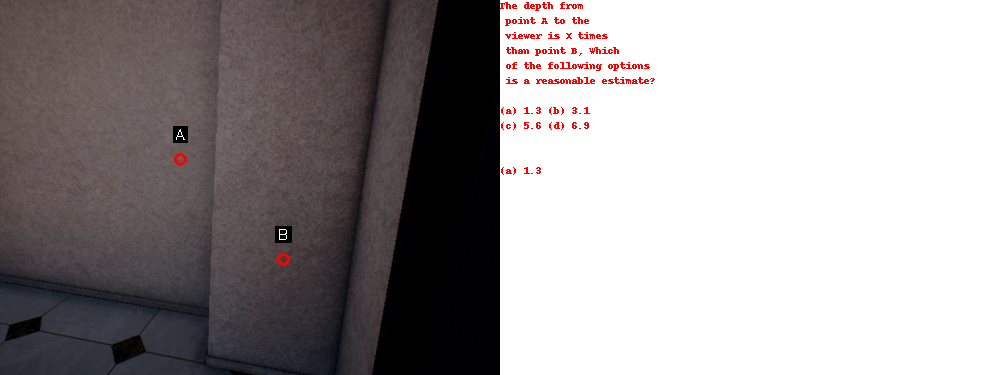 A
B
The depth from
point A to the
viewer is X times
than point B, Which
of the following options
is a reasonable estimate?
(a) 1.3 (b) 3.1
(c) 5.6 (d) 6.9
(a) 1.3